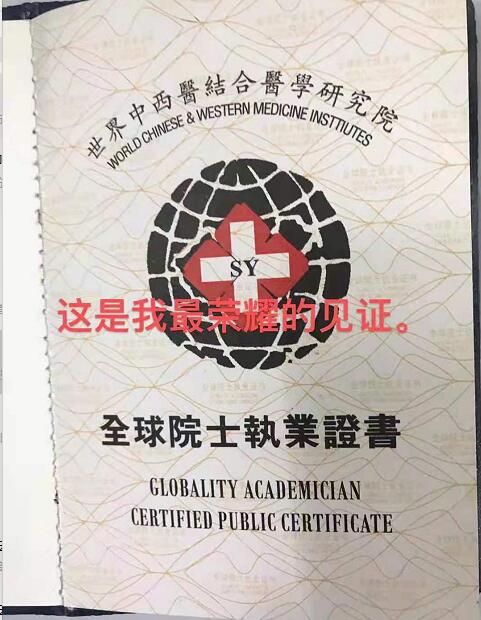 世界中西醫結合醫學研究院
WORLD CHINESE & WESTERN MEDICINE INSTTIUTES
SY
这是我最荣耀的见证。
全球院士執業證書
GLOBALITY ACADEMICIAN
CERTIFIED PUBLIC CERTIFICATE